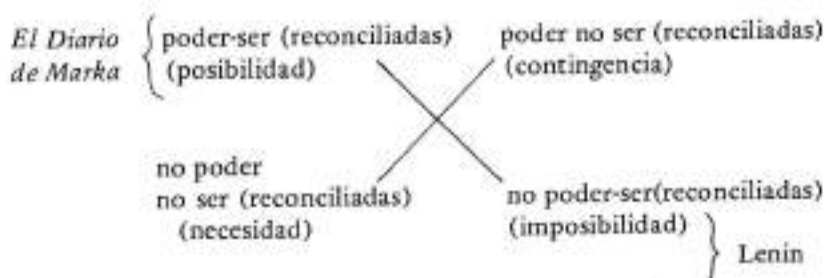 El Diario
de Marka
poder-ser (reconciliadas)
(posibilidad)
poder no ser (reconciliadas)
(contingencia)
no poder
no ser (reconciliadas)
(necesidad)
no poder-ser(reconciliadas)
(imposibilidad)
Lenin